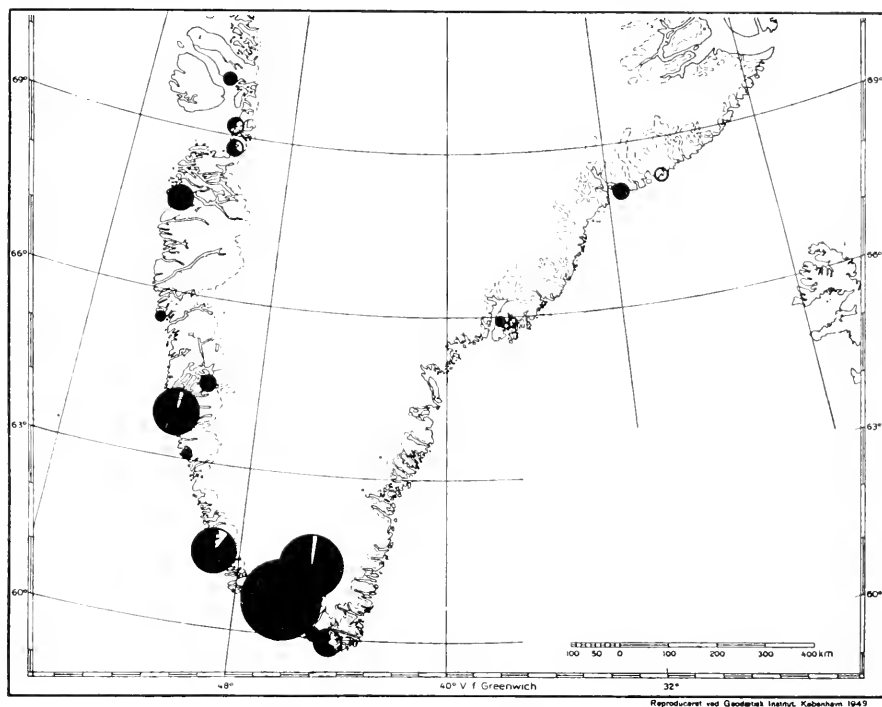 69° 69°
66° 66°
63° 63°
60° 60°
100 50 0 100 200 300 400 km
48° 40° V f Greenwich 32°
Reproduceret ved Geodætisk Institut, København 1949